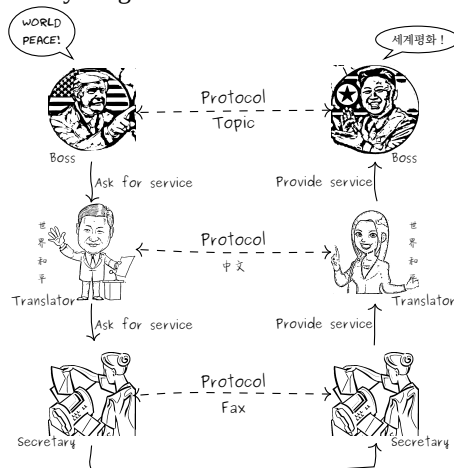 WORLD
PEACE!
세계평화 !
Protocol
Topic
Boss
Boss
Ask for service
Provide service
世
界
和
平
世
界
和
平
Protocol
中文
Translator
Translator
Ask for service
Provide service
Protocol
Fax
Secretary
Secretary